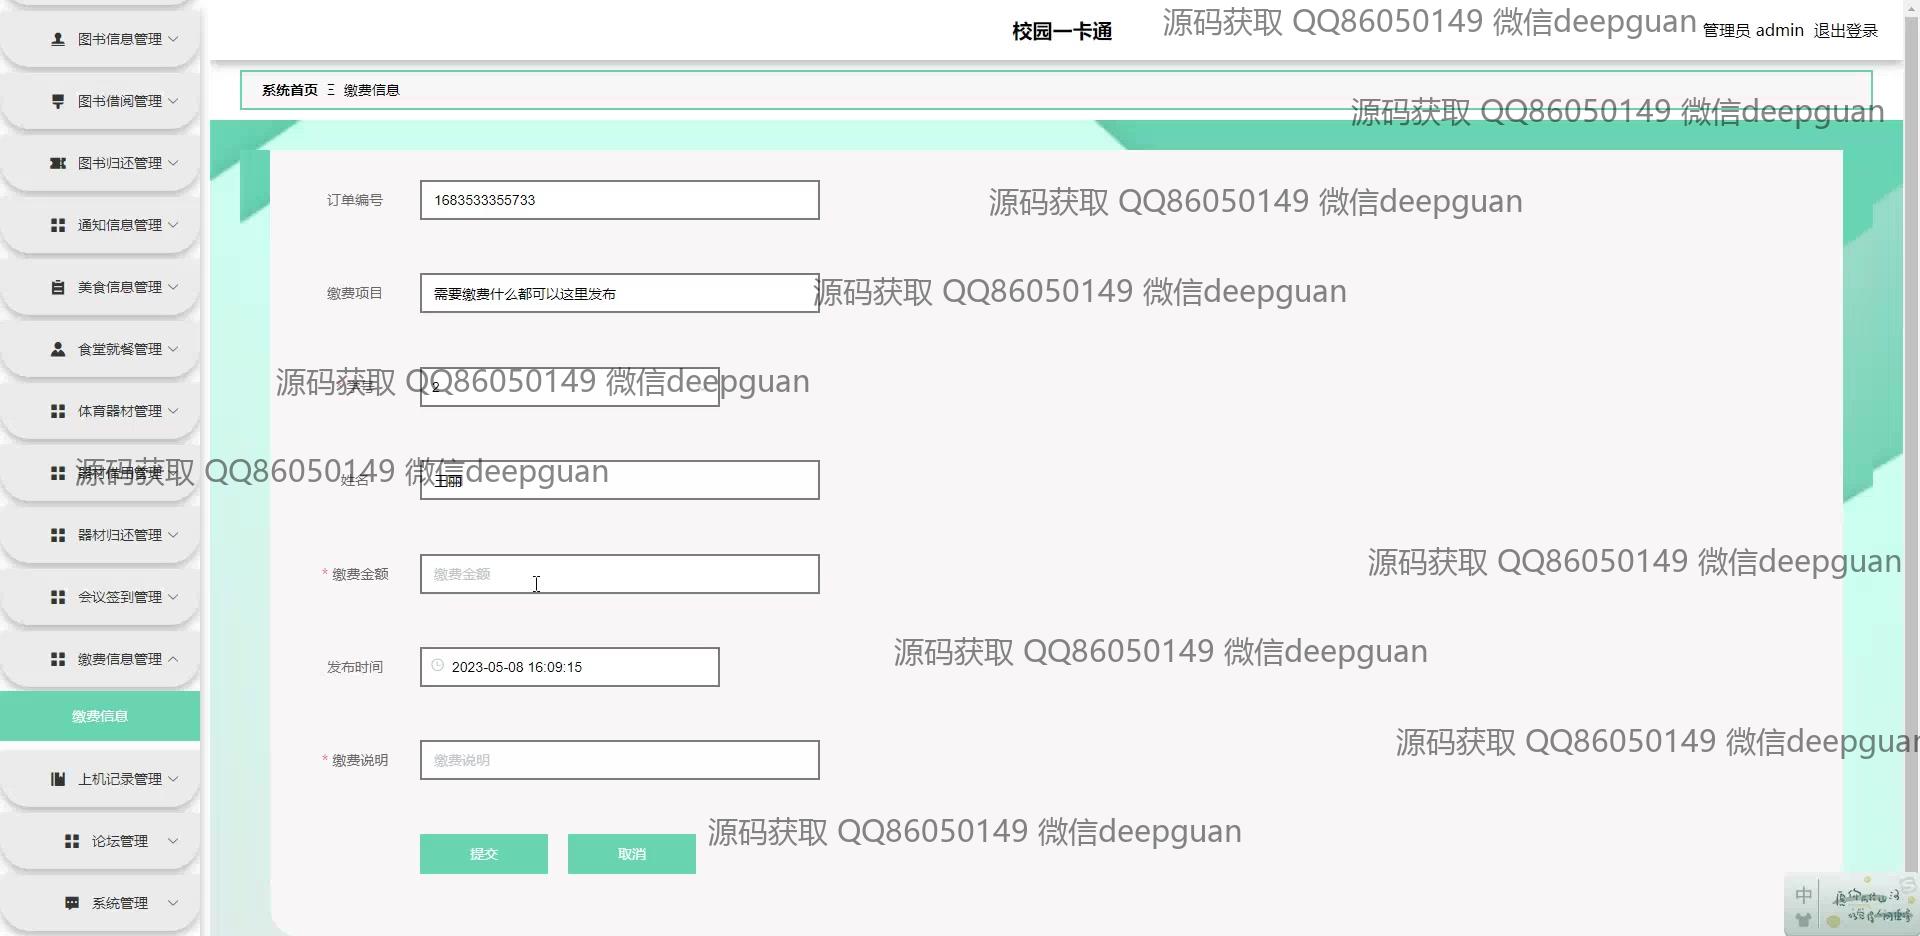 校园一卡通
源码获取 QQ86050149 微信deepguan
管理员 admin
退出登录
系统首页 Ξ 缴费信息
源码获取 QQ86050149 微信deepguan
图书信息管理
图书借阅管理
图书归还管理
通知信息管理
美食信息管理
食堂就餐管理
体育器材管理
器材借用管理
器材归还管理
会议签到管理
缴费信息管理
缴费信息
上机记录管理
论坛管理
系统管理
订单编号 1683533355733
源码获取 QQ86050149 微信deepguan
缴费项目 需要缴费什么都可以这里发布
源码获取 QQ86050149 微信deepguan
* 学号 2
源码获取 QQ86050149 微信deepguan
姓名 王丽
源码获取 QQ86050149 微信deepguan
* 缴费金额 缴费金额
源码获取 QQ86050149 微信deepguan
发布时间 2023-05-08 16:09:15
源码获取 QQ86050149 微信deepguan
* 缴费说明 缴费说明
源码获取 QQ86050149 微信deepguan
提交 取消
源码获取 QQ86050149 微信deepguan
中